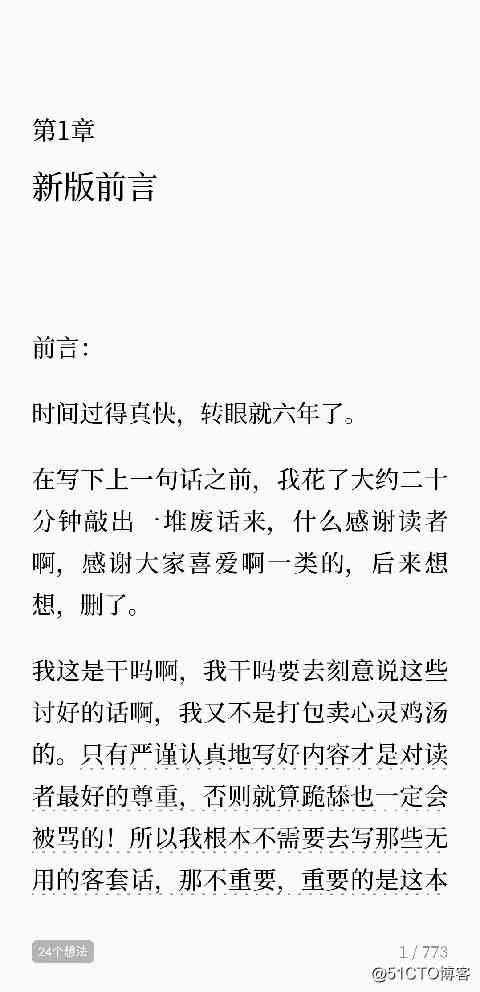 第1章
新版前言
前言：
时间过得真快，转眼就六年了。
在写下上一句话之前，我花了大约二十
分钟敲出一堆废话来，什么感谢读者
啊，感谢大家喜爱啊一类的，后来想
想，删了。
我这是干吗啊，我干吗要去刻意说这些
讨好的话啊，我又不是打包卖心灵鸡汤
的。只有严谨认真地写好内容才是对读
者最好的尊重，否则就算跪舔也一定会
被骂的！所以我根本不需要去写那些无
用的客套话，那不重要，重要的是这本
24个想法
1 / 773
@51CTO博客